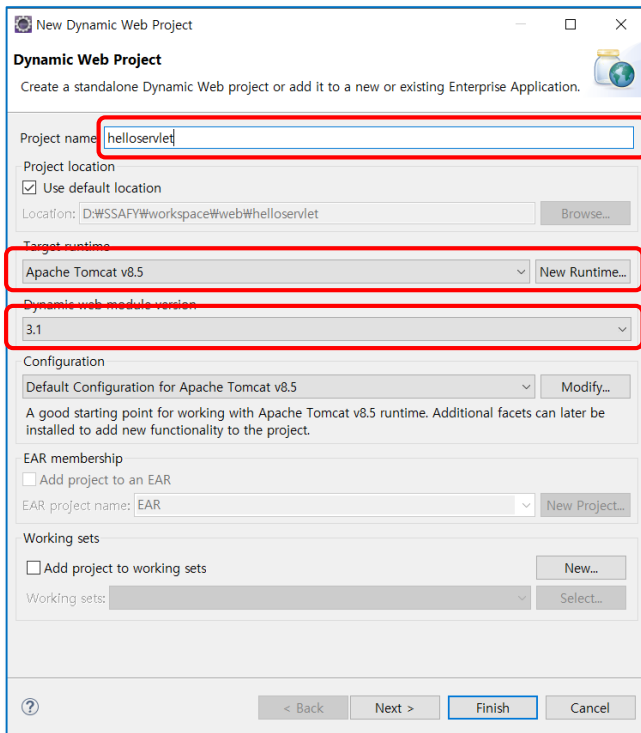 New Dynamic Web Project
Dynamic Web Project
Create a standalone Dynamic Web project or add it to a new or existing Enterprise Application.
Project name: helloservlet
Project location
Use default location
Location: D:₩SSAFY₩workspace₩web₩helloservlet Browse...
Target runtime
Apache Tomcat v8.5 New Runtime...
Dynamic web module version
3.1
Configuration
Default Configuration for Apache Tomcat v8.5 Modify...
A good starting point for working with Apache Tomcat v8.5 runtime. Additional facets can later be
installed to add new functionality to the project.
EAR membership
Add project to an EAR
EAR project name: EAR New Project...
Working sets
Add project to working sets New...
Working sets: Select...
? < Back Next > Finish Cancel